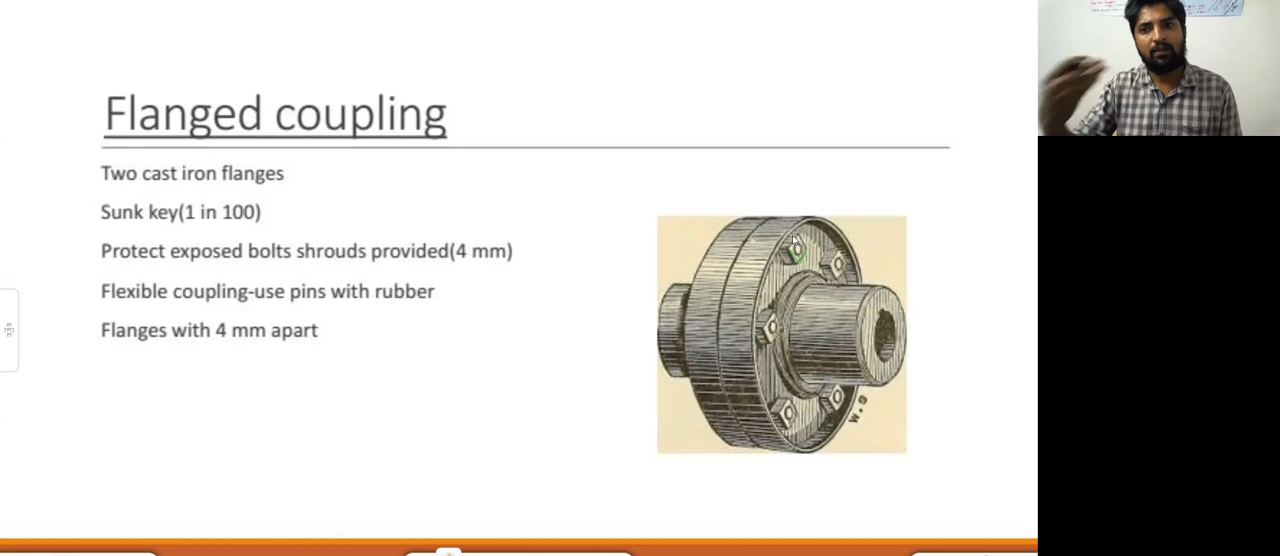 Flanged coupling
Two cast iron flanges
Sunk key(1 in 100)
Protect exposed bolts shrouds provided(4 mm)
Flexible coupling-use pins with rubber
Flanges with 4 mm apart
W.G